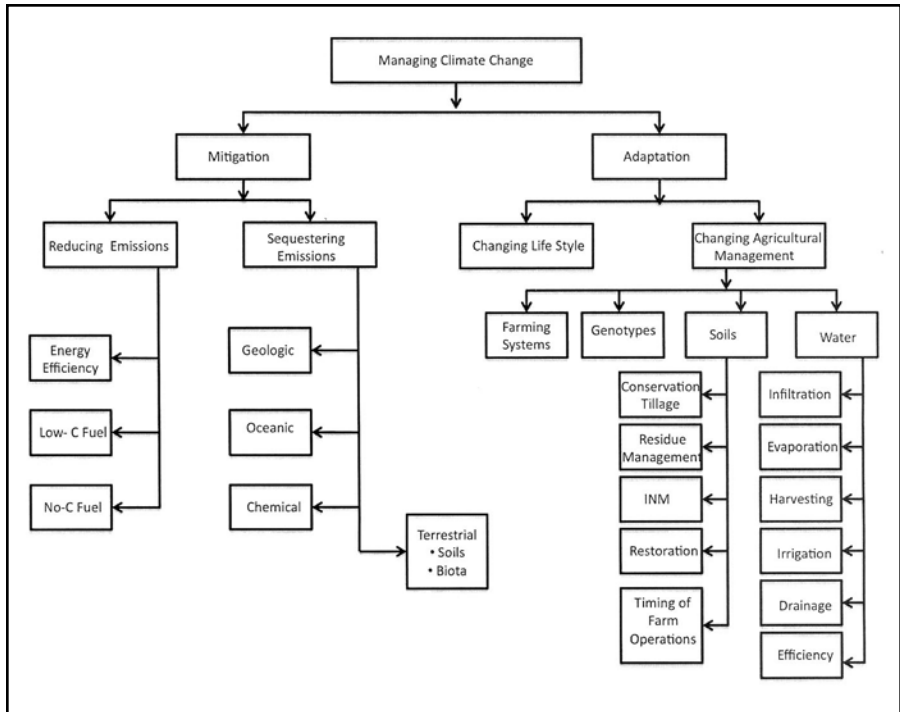 Managing Climate Change
Mitigation
Adaptation
Reducing Emissions
Sequestering
Emissions
Changing Life Style
Changing Agricultural
Management
Energy
Efficiency
Low- C Fuel
No-C Fuel
Geologic
Oceanic
Chemical
Terrestrial
• Soils
• Biota
Farming
Systems
Genotypes
Soils
Water
Conservation
Tillage
Residue
Management
INM
Restoration
Timing of
Farm
Operations
Infiltration
Evaporation
Harvesting
Irrigation
Drainage
Efficiency